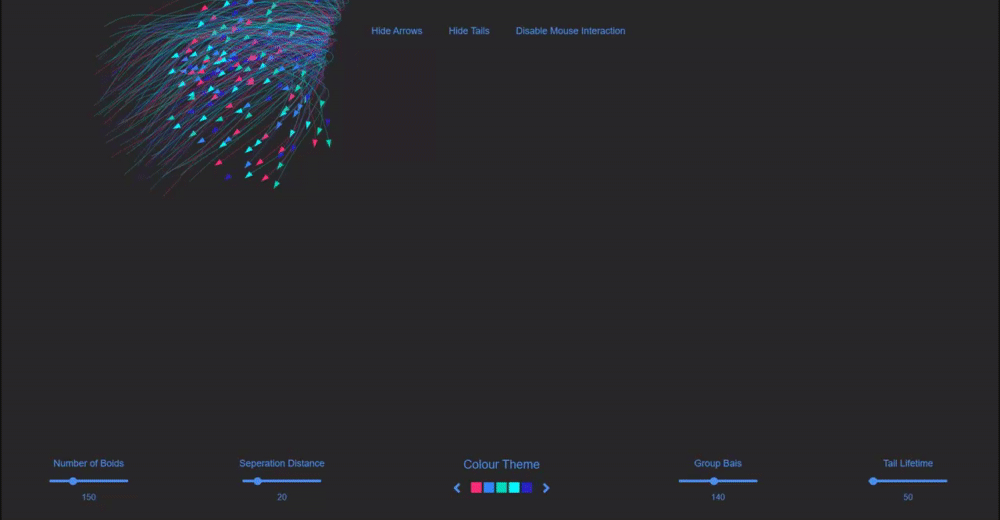 Hide Arrows Hide Tails Disable Mouse Interaction
Number of Boids Seperation Distance Colour Theme Group Bais Tail Lifetime
150 20 140 50